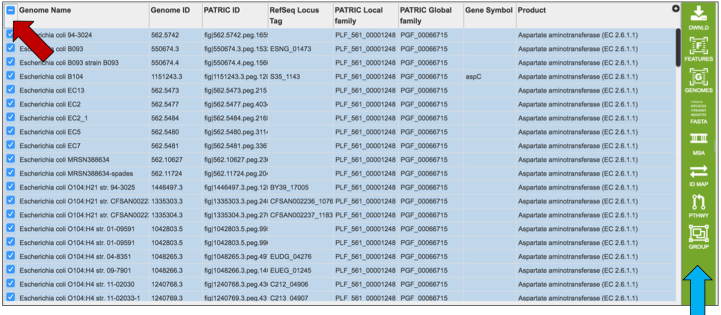 Genome Name Genome ID PATRIC ID RefSeq Locus Tag PATRIC Local family PATRIC Global family Gene Symbol Product
Escherichia coli 94-3024 562.5742 fig|562.5742.peg.165 PLF_561_00001248 PGF_00066715 Aspartate aminotransferase (EC 2.6.1.1)
Escherichia coli B093 550674.3 fig|550674.3.peg.153 ESNG_01473 PLF_561_00001248 PGF_00066715 Aspartate aminotransferase (EC 2.6.1.1)
Escherichia coli B093 strain B093 550674.4 fig|550674.4.peg.156 PLF_561_00001248 PGF_00066715 Aspartate aminotransferase (EC 2.6.1.1)
Escherichia coli B104 1151243.3 fig|1151243.3.peg.12 S35_1143 PLF_561_00001248 PGF_00066715 aspC Aspartate aminotransferase (EC 2.6.1.1)
Escherichia coli EC13 562.5473 fig|562.5473.peg.215 PLF_561_00001248 PGF_00066715 Aspartate aminotransferase (EC 2.6.1.1)
Escherichia coli EC2 562.5477 fig|562.5477.peg.403 PLF_561_00001248 PGF_00066715 Aspartate aminotransferase (EC 2.6.1.1)
Escherichia coli EC2_1 562.5484 fig|562.5484.peg.216 PLF_561_00001248 PGF_00066715 Aspartate aminotransferase (EC 2.6.1.1)
Escherichia coli EC5 562.5480 fig|562.5480.peg.311 PLF_561_00001248 PGF_00066715 Aspartate aminotransferase (EC 2.6.1.1)
Escherichia coli EC7 562.5481 fig|562.5481.peg.336 PLF_561_00001248 PGF_00066715 Aspartate aminotransferase (EC 2.6.1.1)
Escherichia coli MRSN388634 562.10627 fig|562.10627.peg.23 PLF_561_00001248 PGF_00066715 Aspartate aminotransferase (EC 2.6.1.1)
Escherichia coli MRSN388634-spades 562.11724 fig|562.11724.peg.20 PLF_561_00001248 PGF_00066715 Aspartate aminotransferase (EC 2.6.1.1)
Escherichia coli O104:H21 str. 94-3025 1446497.3 fig|1446497.3.peg.12 BY39_17005 PLF_561_00001248 PGF_00066715 Aspartate aminotransferase (EC 2.6.1.1)
Escherichia coli O104:H21 str. CFSAN002 1335303.3 fig|1335303.3.peg.24 CFSAN002236_1076 PLF_561_00001248 PGF_00066715 Aspartate aminotransferase (EC 2.6.1.1)
Escherichia coli O104:H21 str. CFSAN002 1335304.3 fig|1335304.3.peg.27 CFSAN002237_1183 PLF_561_00001248 PGF_00066715 Aspartate aminotransferase (EC 2.6.1.1)
Escherichia coli O104:H4 str. 01-09591 1042803.5 fig|1042803.5.peg.99 PLF_561_00001248 PGF_00066715 Aspartate aminotransferase (EC 2.6.1.1)
Escherichia coli O104:H4 str. 01-09591 1042803.5 fig|1042803.5.peg.99 PLF_561_00001248 PGF_00066715 Aspartate aminotransferase (EC 2.6.1.1)
Escherichia coli O104:H4 str. 04-8351 1048265.3 fig|1048265.3.peg.49 EUDG_04276 PLF_561_00001248 PGF_00066715 Aspartate aminotransferase (EC 2.6.1.1)
Escherichia coli O104:H4 str. 09-7901 1048266.3 fig|1048266.3.peg.14 EUEG_01245 PLF_561_00001248 PGF_00066715 Aspartate aminotransferase (EC 2.6.1.1)
Escherichia coli O104:H4 str. 11-02030 1240768.3 fig|1240768.3.peg.43 C212_04906 PLF_561_00001248 PGF_00066715 Aspartate aminotransferase (EC 2.6.1.1)
Escherichia coli O104:H4 str. 11-02033-1 1240769.3 fig|1240769.3.peg.43 C213_04907 PLF_561_00001248 PGF_00066715 Aspartate aminotransferase (EC 2.6.1.1)
DWNLD
FEATURES
GENOMES
FASTA
MSA
ID MAP
PTHWY
GROUP